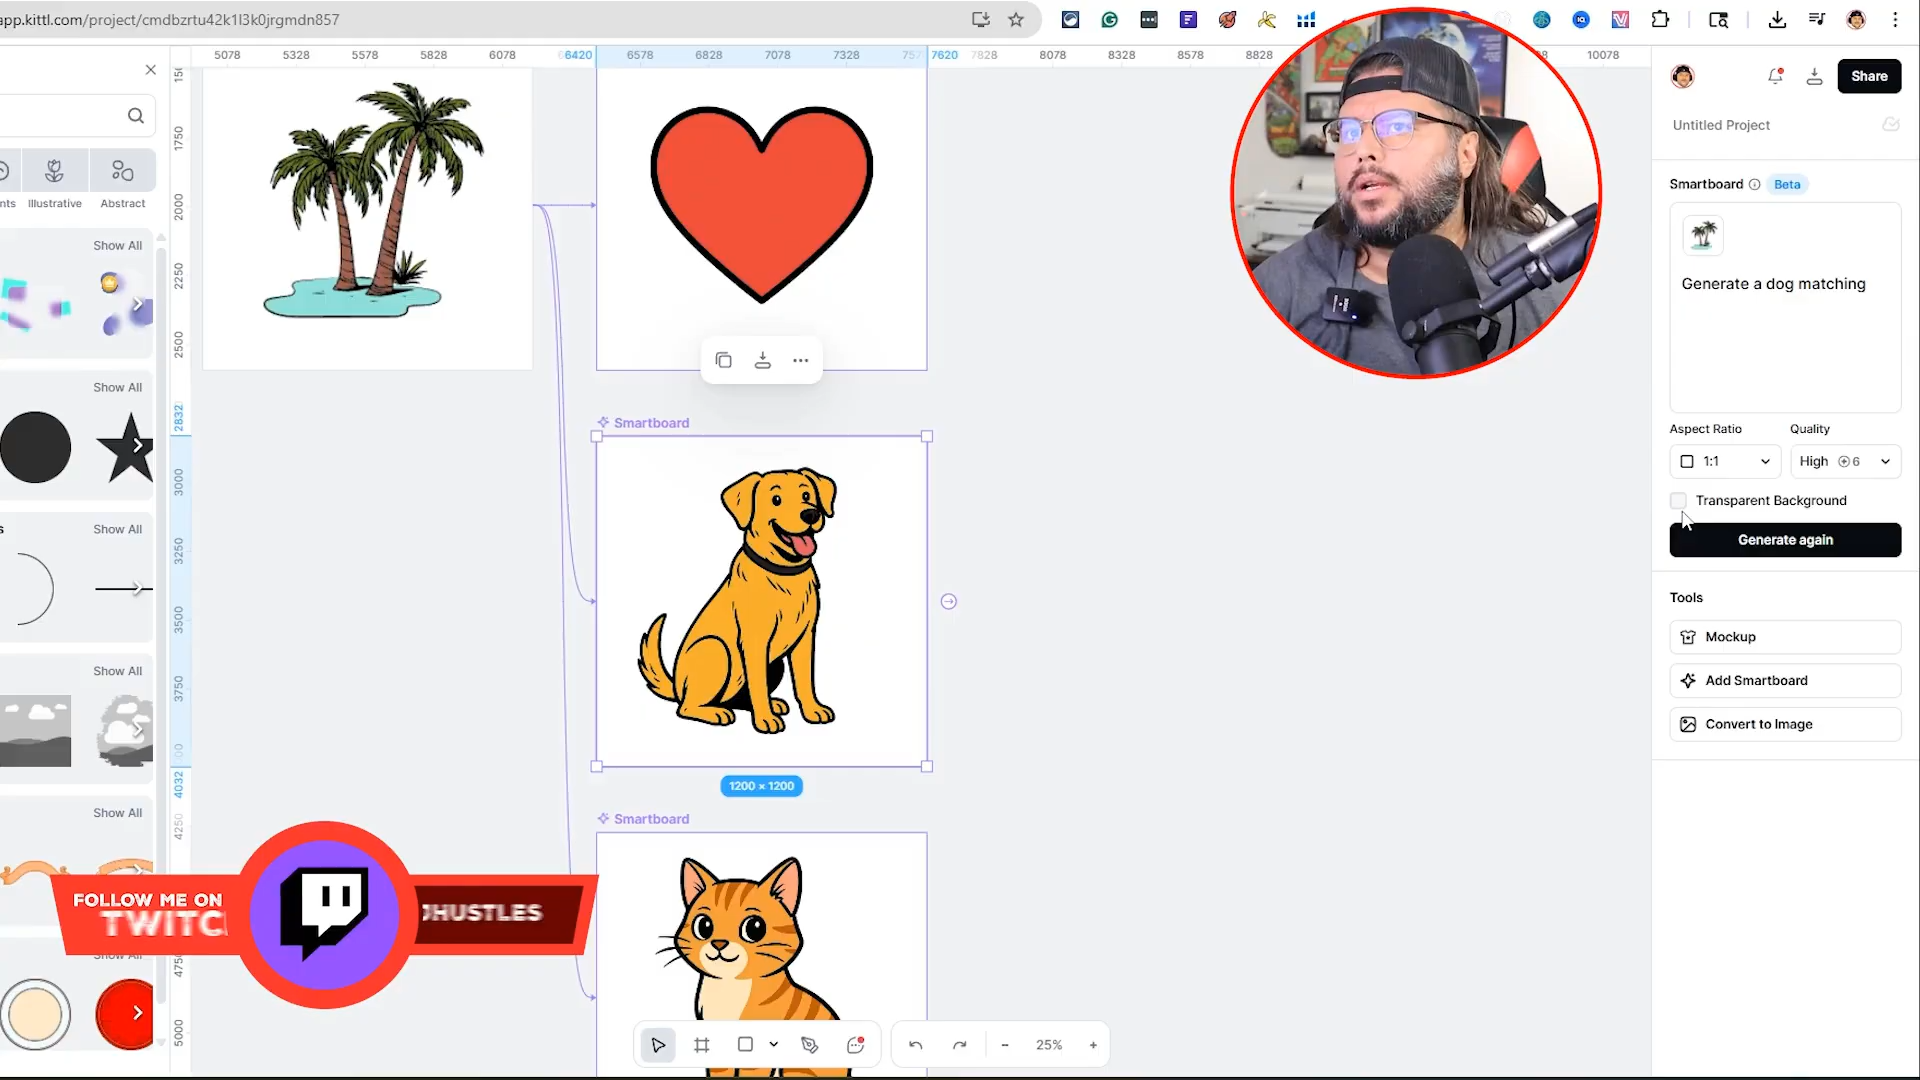 app.kittl.com/project/cmdbzrtu42k1l3k0jrgmdn857
5078 5328 5578 5828 6078 6420 6578 6828 7078 7328 7620 7828 8078 8328 8578 8828 10078
Share
Untitled Project
Smartboard Beta
Generate a dog matching
Aspect Ratio Quality
1:1 High 6
Transparent Background
Generate again
Tools
Mockup
Add Smartboard
Convert to Image
Illustrative Abstract
Show All
Show All
Show All
Show All
Show All
1750
2000
2250
2500
2832
3000
3250
3500
3750
4032
4250
4750
5000
Smartboard
1200 × 1200
Smartboard
FOLLOW ME ON
TWITC
HUSTLES
25%